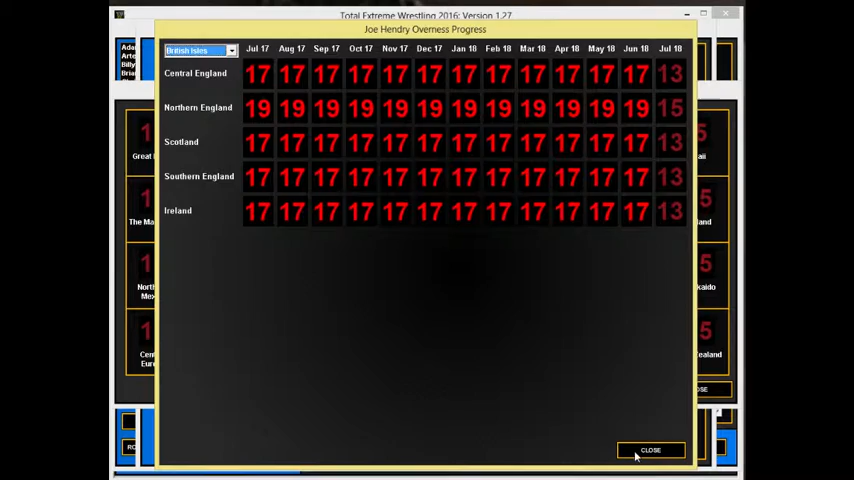 Total Extreme Wrestling 2016: Version 1.27
Joe Hendry Overness Progress
British Isles Jul 17 Aug 17 Sep 17 Oct 17 Nov 17 Dec 17 Jan 18 Feb 18 Mar 18 Apr 18 May 18 Jun 18 Jul 18
Central England 17 17 17 17 17 17 17 17 17 17 17 17 13
Northern England 19 19 19 19 19 19 19 19 19 19 19 19 15
Scotland 17 17 17 17 17 17 17 17 17 17 17 17 13
Southern England 17 17 17 17 17 17 17 17 17 17 17 17 13
Ireland 17 17 17 17 17 17 17 17 17 17 17 17 13
CLOSE